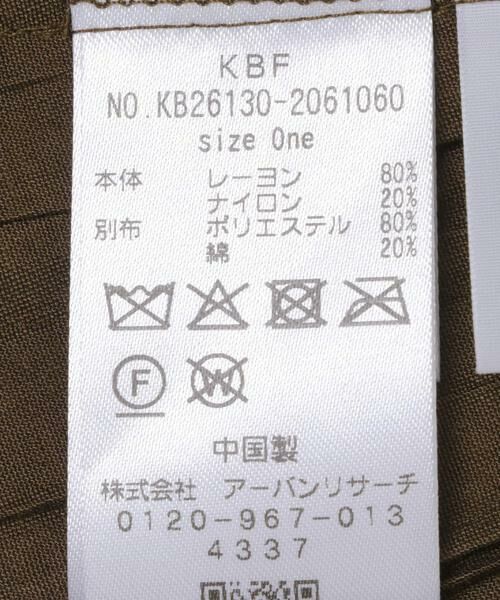 KBF
NO.KB26130-2061060
size One
本体 レーヨン 80%
ナイロン 20%
別布 ポリエステル 80%
綿 20%
F W
中国製
株式会社 アーバンリサーチ
0120-967-013
4337